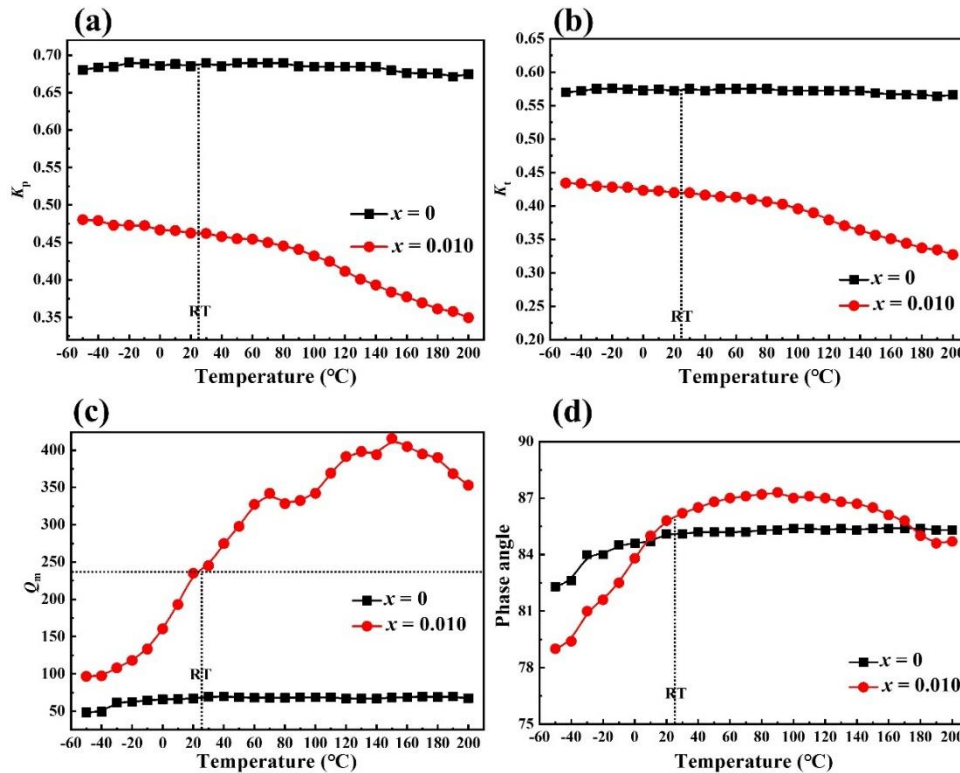 (a)
0.70
0.65
0.60
0.55
0.50
0.45
0.40
0.35
Kp
x = 0
x = 0.010
RT
-60 -40 -20 0 20 40 60 80 100 120 140 160 180 200
Temperature (°C)
(b)
0.65
0.60
0.55
0.50
0.45
0.40
0.35
0.30
0.25
0.20
Kt
x = 0
x = 0.010
RT
-60 -40 -20 0 20 40 60 80 100 120 140 160 180 200
Temperature (°C)
(c)
400
350
300
250
200
150
100
50
Qm
x = 0
x = 0.010
RT
-60 -40 -20 0 20 40 60 80 100 120 140 160 180 200
Temperature (°C)
(d)
90
87
84
81
78
75
Phase angle
x = 0
x = 0.010
RT
-60 -40 -20 0 20 40 60 80 100 120 140 160 180 200
Temperature (°C)